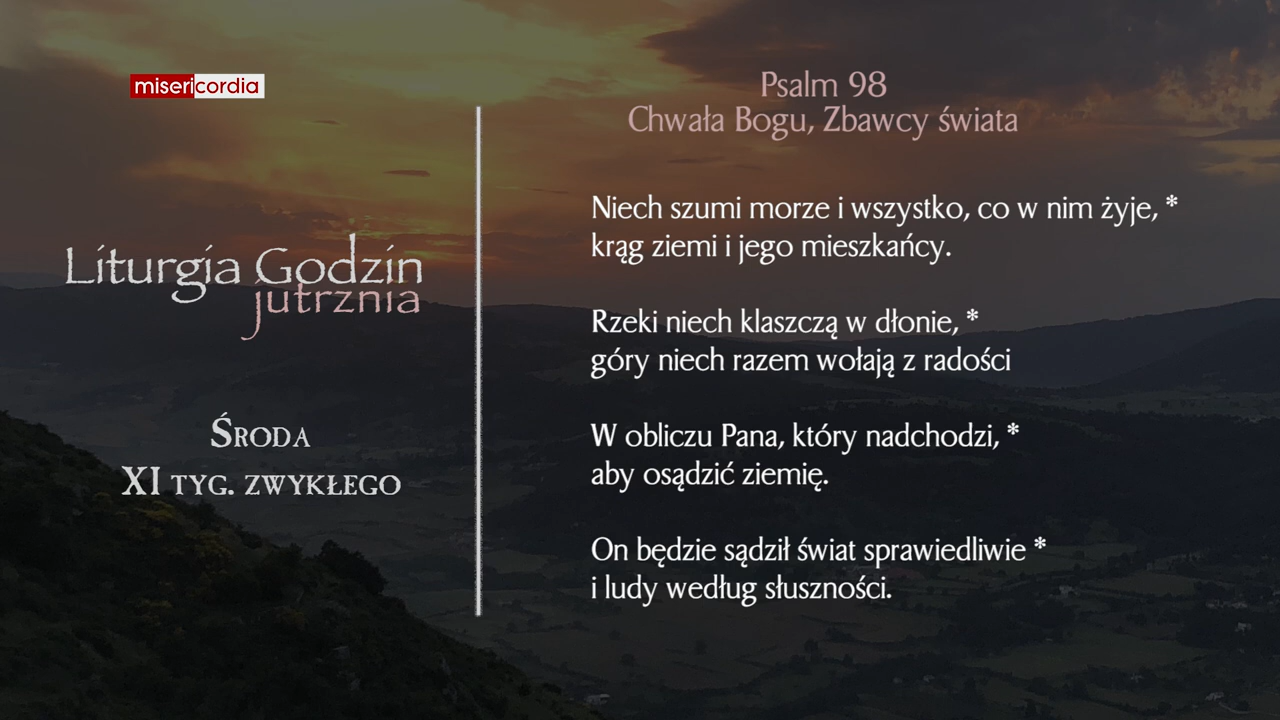 misericordia
Liturgia Godzin
jutrznia
Środa
XI tyg. zwykłego
Psalm 98
Chwała Bogu, Zbawcy świata
Niech szumi morze i wszystko, co w nim żyje, *
krąg ziemi i jego mieszkańcy.
Rzeki niech klaszczą w dłonie, *
góry niech razem wołają z radości
W obliczu Pana, który nadchodzi, *
aby osądzić ziemię.
On będzie sądził świat sprawiedliwie *
i ludy według słuszności.